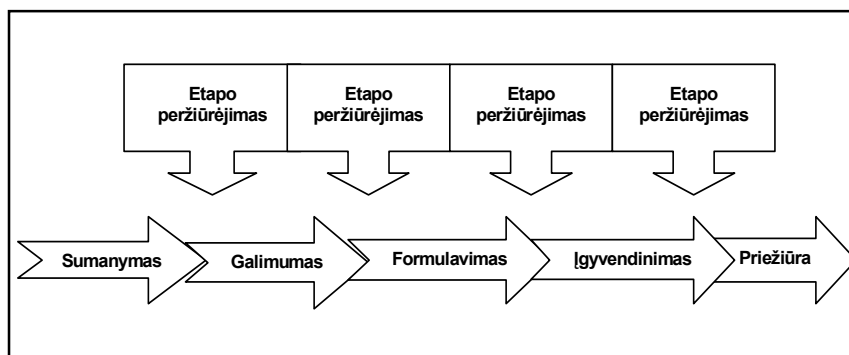 Etapo
peržiūrėjimas
Etapo
peržiūrėjimas
Etapo
peržiūrėjimas
Etapo
peržiūrėjimas
Sumanymas
Galimumas
Formulavimas
Įgyvendinimas
Priežiūra